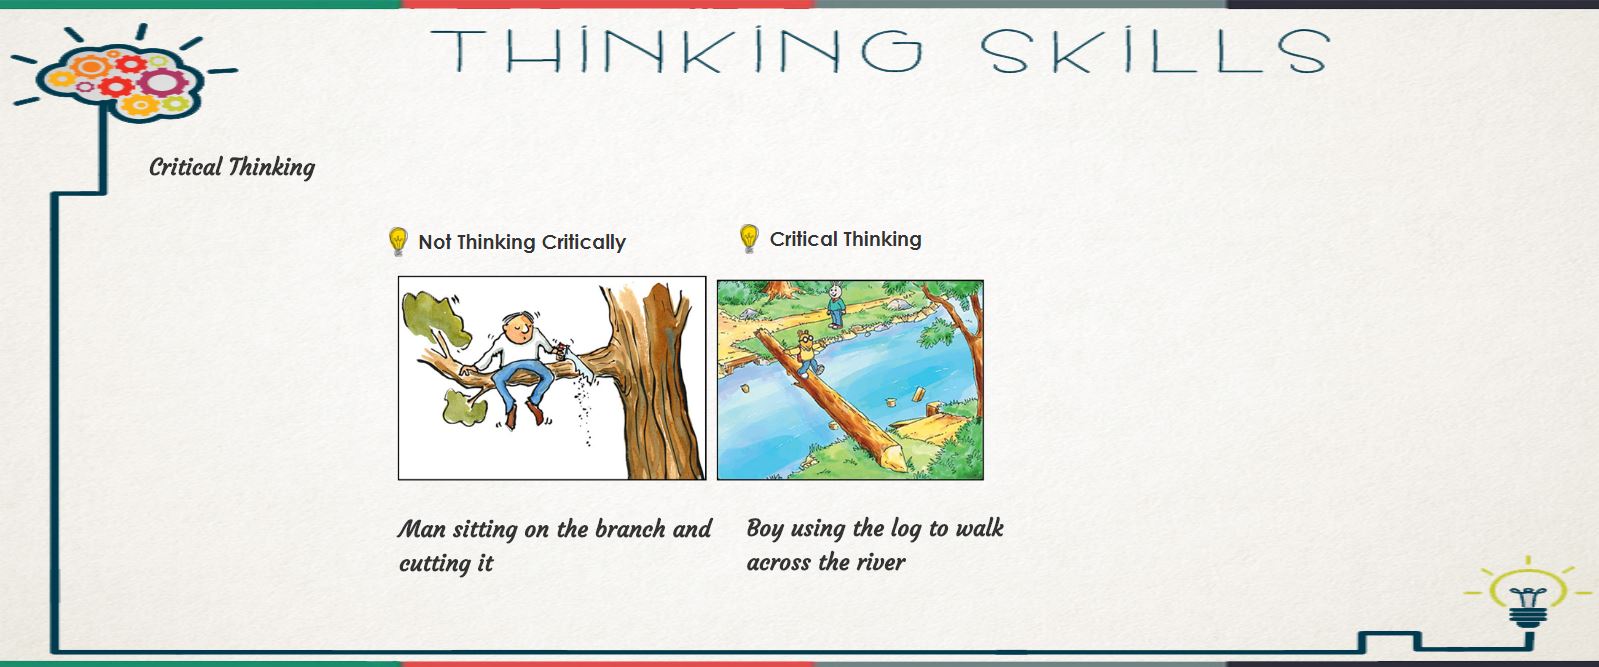 THiNKiNG SKiLLS
Critical Thinking
Not Thinking Critically
Critical Thinking
Man sitting on the branch and
cutting it
Boy using the log to walk
across the river